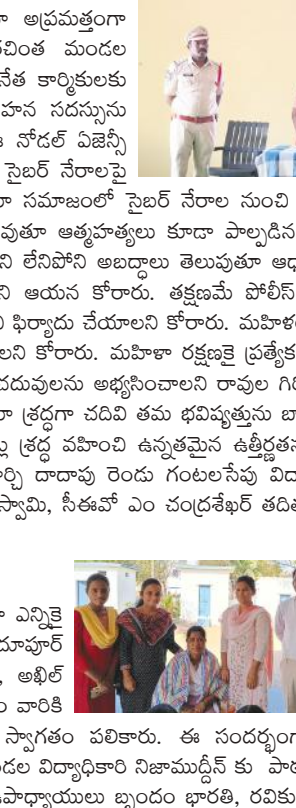 ా అప్రమత్తంగా
చింత మండల
నేత కార్మికులకు
హన సదస్సును
నోడల్ ఏజెన్సీ
సైబర్ నేరాలపై
ా సమాజంలో సైబర్ నేరాల నుంచి
వుతూ ఆత్మహత్యలు కూడా పాల్పడిన
ని లేనిపోని అబద్ధాలు తెలుపుతూ ఆధ
ని ఆయన కోరారు. తక్షణమే పోలీస్
ఫిర్యాదు చేయాలని కోరారు. మహిళ
లని కోరారు. మహిళా రక్షణకై ప్రత్యేక
చదువులను అభ్యసించాలని రావుల గిరి
ా శ్రద్ధగా చదివి తమ భవిష్యత్తును బా
ట్లు శ్రద్ధ వహించి ఉన్నతమైన ఉత్తీర్ణత
ార్చి దాదాపు రెండు గంటలసేపు విద
స్వామి, సీఈవో ఎం చంద్రశేఖర్ తదిత
ా ఎన్నికై
దూపూర్
, అఖిల్
ం వారికి
స్వాగతం పలికారు. ఈ సందర్భంగ
డల విద్యాధికారి నిజాముద్దీన్ కు పాఠ
ఉపాధ్యాయులు బృందం భారతి, రవికు